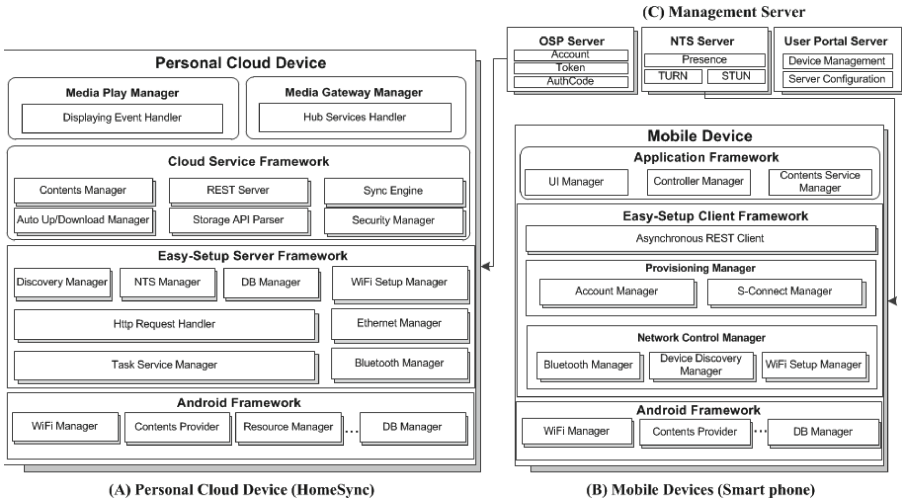 (C) Management Server
OSP Server
Account
Token
AuthCode
NTS Server
Presence
TURN
STUN
User Portal Server
Device Management
Server Configuration
Personal Cloud Device
Media Play Manager
Displaying Event Handler
Media Gateway Manager
Hub Services Handler
Cloud Service Framework
Contents Manager
REST Server
Sync Engine
Auto Up/Download Manager
Storage API Parser
Security Manager
Easy-Setup Server Framework
Discovery Manager
NTS Manager
DB Manager
WiFi Setup Manager
Http Request Handler
Ethernet Manager
Task Service Manager
Bluetooth Manager
Android Framework
WiFi Manager
Contents Provider
Resource Manager
...
DB Manager
(A) Personal Cloud Device (HomeSync)
Mobile Device
Application Framework
UI Manager
Controller Manager
Contents Service
Manager
Easy-Setup Client Framework
Asynchronous REST Client
Provisioning Manager
Account Manager
S-Connect Manager
Network Control Manager
Bluetooth Manager
Device Discovery
Manager
WiFi Setup Manager
Android Framework
WiFi Manager
Contents Provider
...
DB Manager
(B) Mobile Devices (Smart phone)